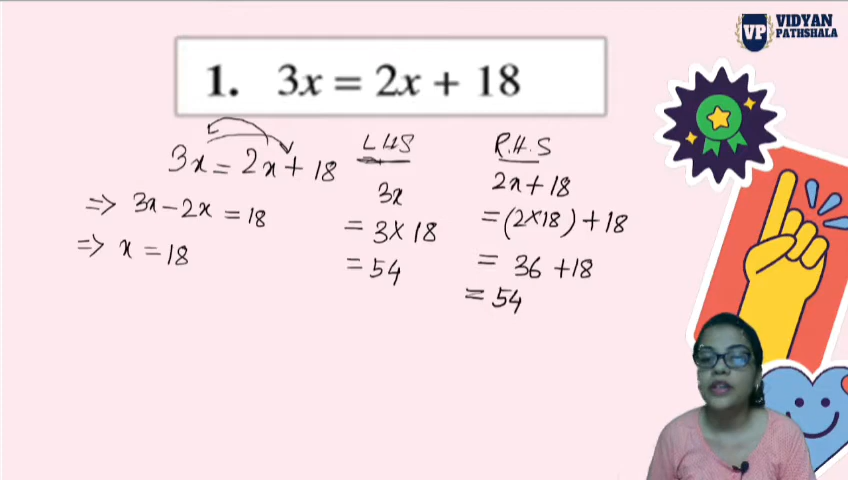 VIDYAN
PATHSHALA
VP
1. 3x = 2x + 18
3x = 2x + 18
=> 3x - 2x = 18
=> x = 18
LHS
3x
= 3 × 18
= 54
R.H.S
2x + 18
= (2×18) + 18
= 36 + 18
= 54